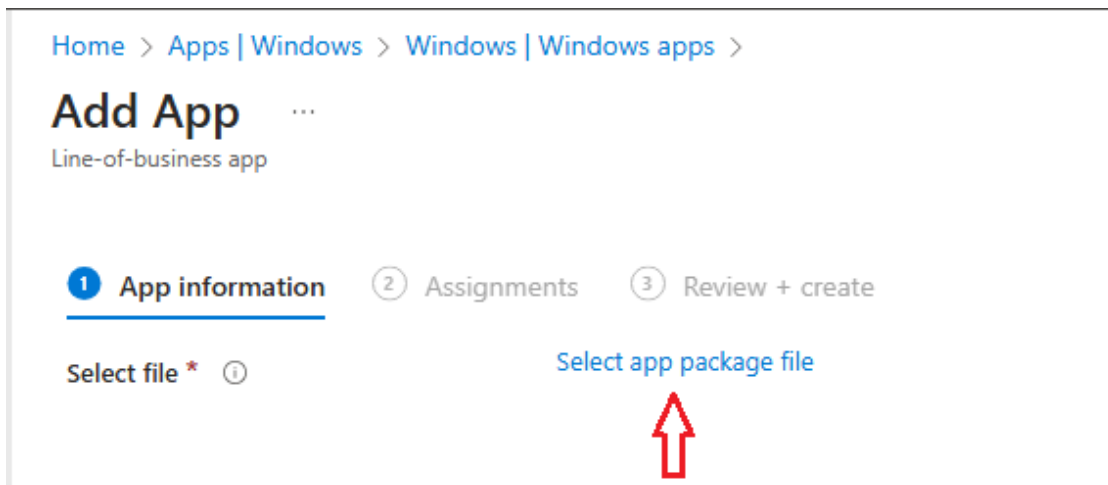 Home > Apps | Windows > Windows | Windows apps >
Add App ...
Line-of-business app
1 App information 2 Assignments 3 Review + create
Select file * Select app package file